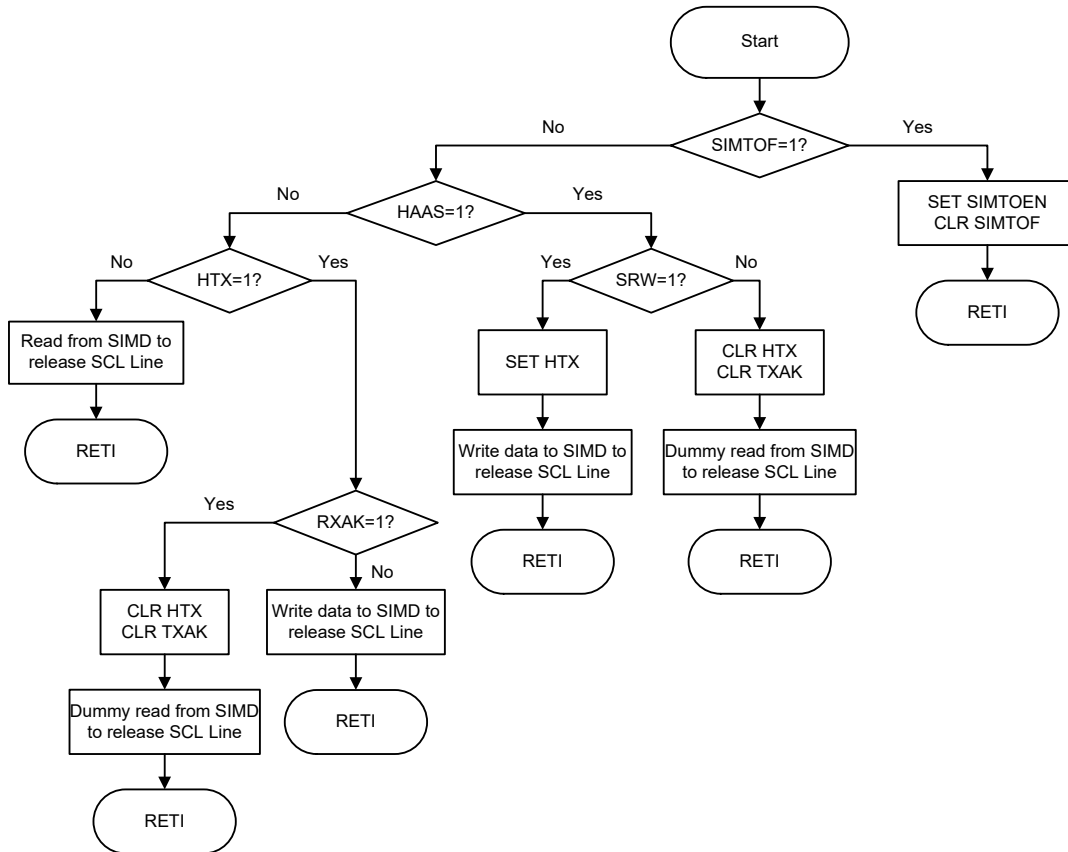 Start
No
SIMTOF=1?
Yes
No
HAAS=1?
Yes
SET SIMTOEN
CLR SIMTOF
No
HTX=1?
Yes
Yes
SRW=1?
No
RETI
Read from SIMD to
release SCL Line
SET HTX
CLR HTX
CLR TXAK
RETI
Write data to SIMD to
release SCL Line
Dummy read from SIMD
to release SCL Line
Yes
RXAK=1?
No
RETI
RETI
CLR HTX
CLR TXAK
Write data to SIMD to
release SCL Line
Dummy read from SIMD
to release SCL Line
RETI
RETI